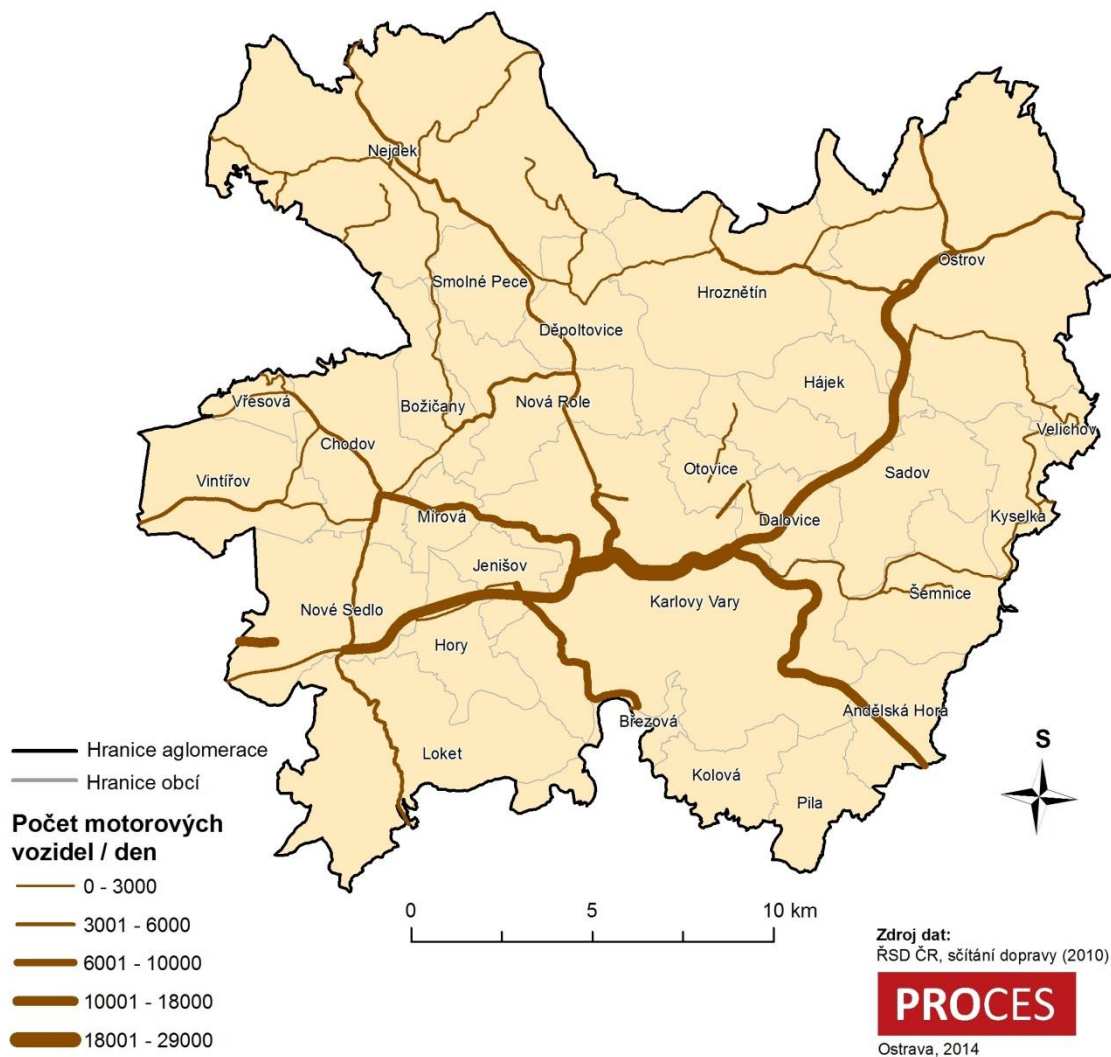 Nejdek
Ostrov
Smolné Pece
Hroznětín
Děpoltovice
Hájek
Vřesová
Božičany
Nová Role
Velichov
Chodov
Otovice
Sadov
Vintířov
Mírová
Dalovice
Kyselka
Jenišov
Šemnice
Nové Sedlo
Karlovy Vary
Hory
Andělská Hora
Březová
Loket
Kolová
Pila
S
Hranice aglomerace
Hranice obcí
Počet motorových
vozidel / den
0 - 3000
3001 - 6000
6001 - 10000
10001 - 18000
18001 - 29000
0 5 10 km
Zdroj dat:
ŘSD ČR, sčítání dopravy (2010)
PROCES
Ostrava, 2014